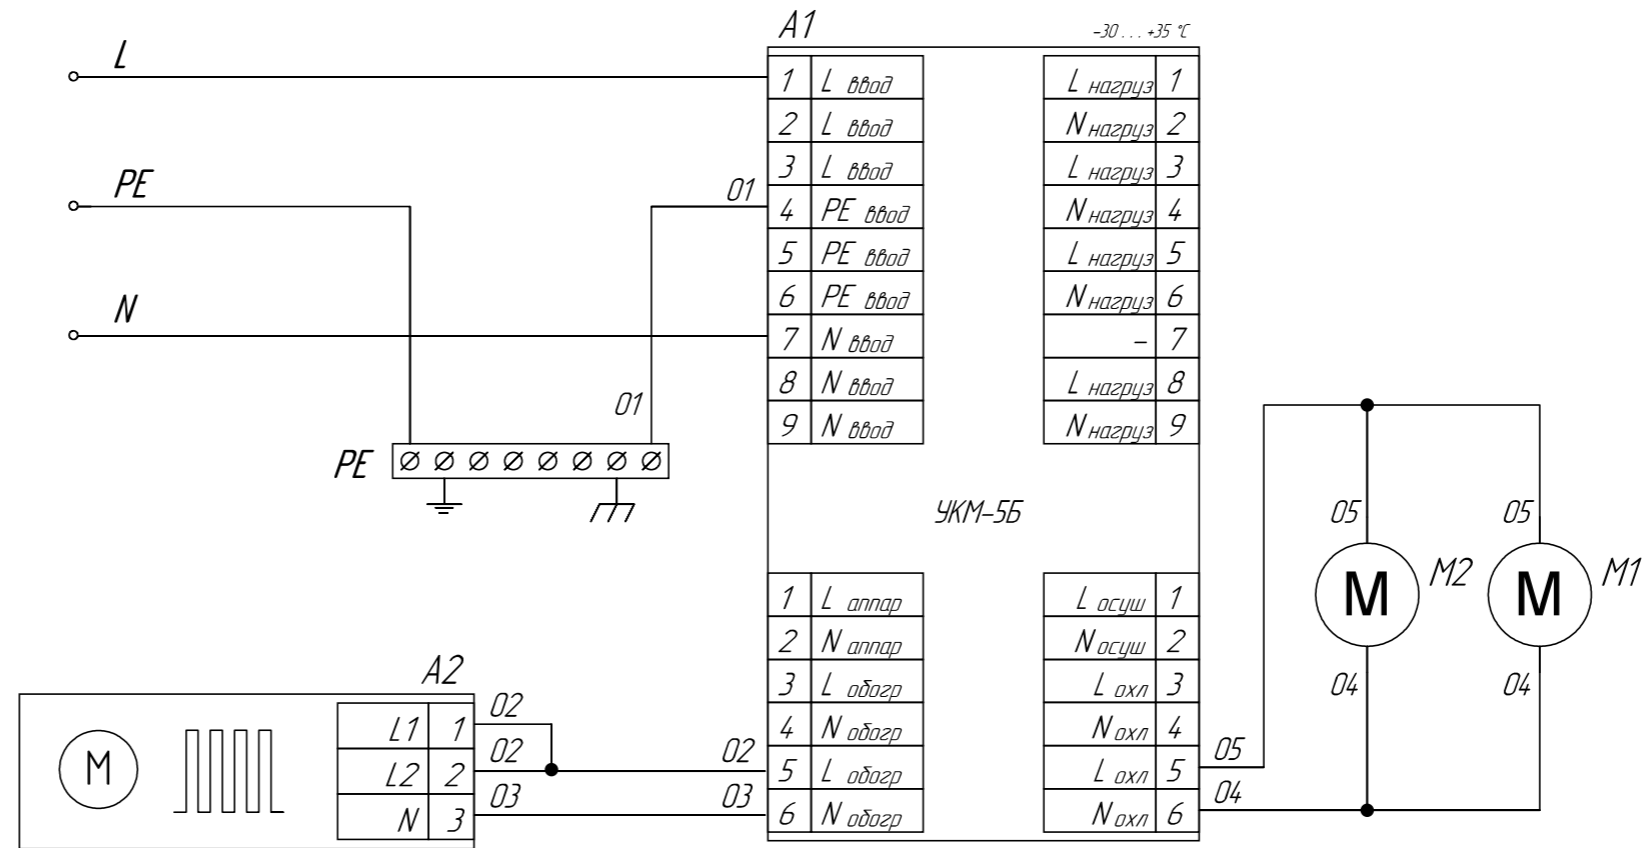 A1
-30 . . . +35 °С
L
PE
N
01
01
PE
1 L ввод
2 L ввод
3 L ввод
4 PE ввод
5 PE ввод
6 PE ввод
7 N ввод
8 N ввод
9 N ввод
L нагруз 1
N нагруз 2
L нагруз 3
N нагруз 4
L нагруз 5
N нагруз 6
- 7
L нагруз 8
N нагруз 9
УКМ-5Б
1 L аппар
2 N аппар
3 L обогр
4 N обогр
5 L обогр
6 N обогр
L осуш 1
N осуш 2
L охл 3
N охл 4
L охл 5
N охл 6
A2
M
L1 1
L2 2
N 3
02
02
03
02
03
05
04
05
05
M M2
M M1
04
04